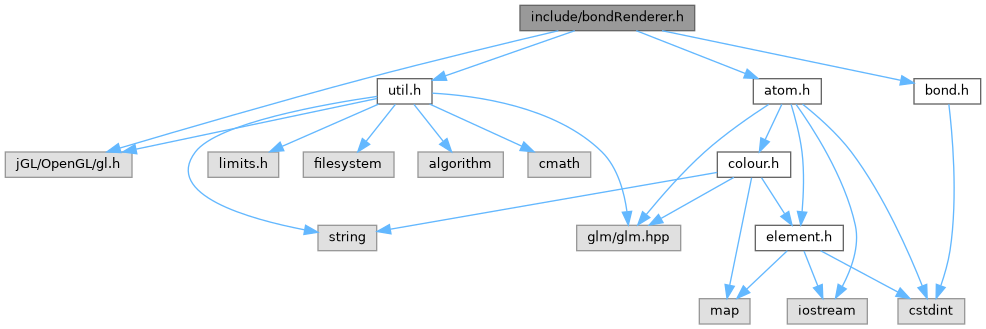 include/bondRenderer.h
util.h
atom.h
bond.h
jGL/OpenGL/gl.h
limits.h
filesystem
algorithm
cmath
colour.h
string
glm/glm.hpp
element.h
map
iostream
cstdint